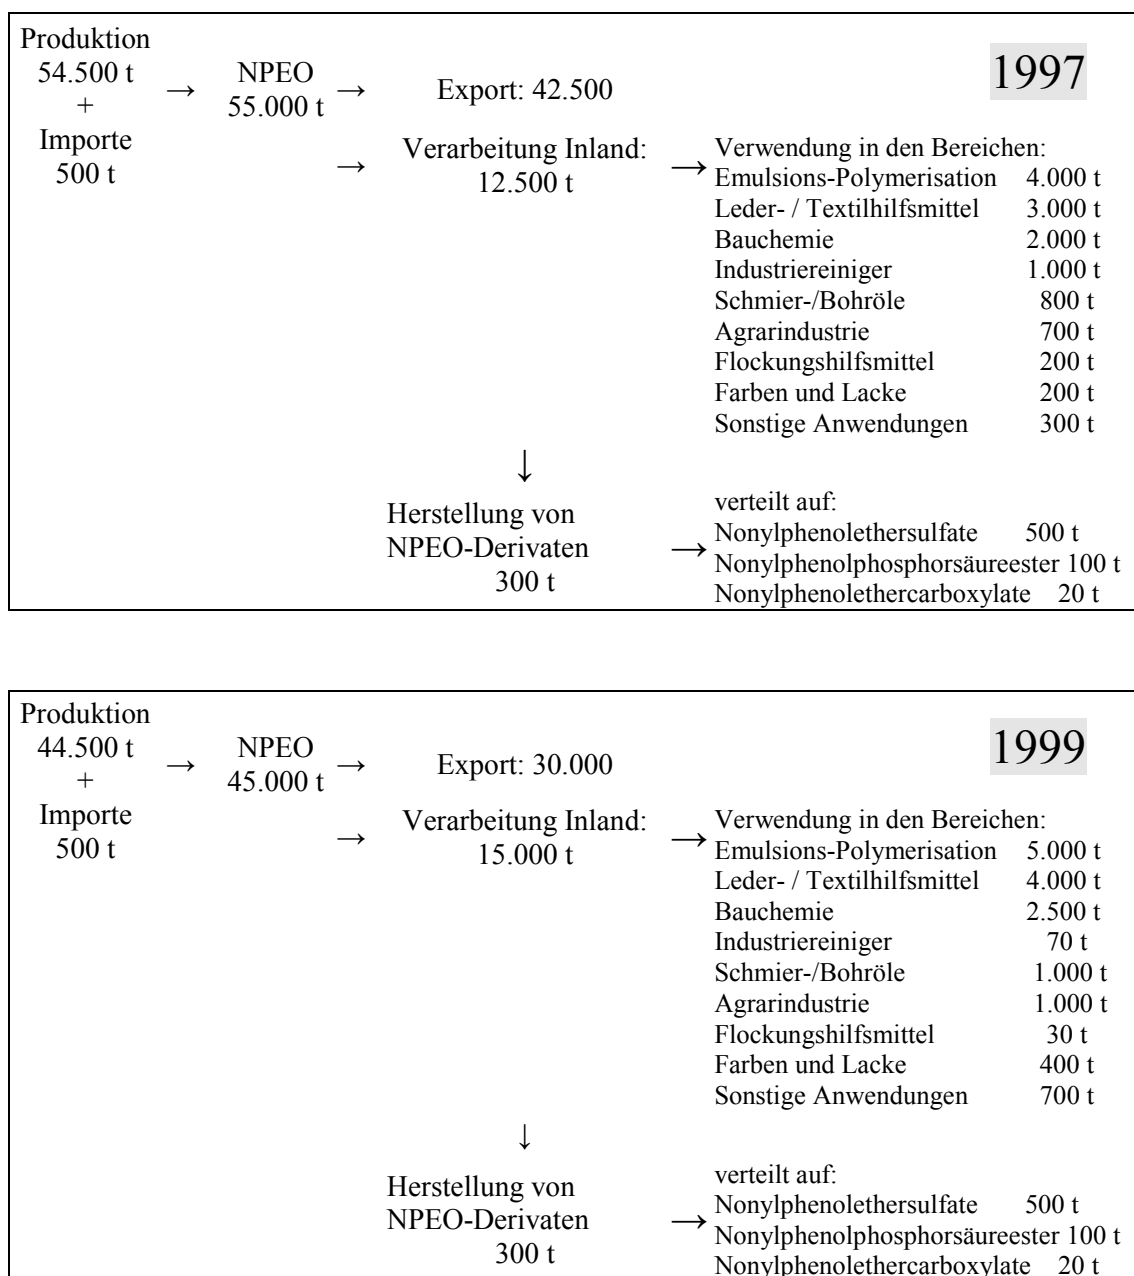 Produktion
54.500 t
+
Importe
500 t
→
NPEO
55.000 t
→
Export: 42.500
1997
→
Verarbeitung Inland:
12.500 t
→
Verwendung in den Bereichen:
Emulsions-Polymerisation 4.000 t
Leder- / Textilhilfsmittel 3.000 t
Bauchemie 2.000 t
Industriereiniger 1.000 t
Schmier-/Bohröle 800 t
Agrarindustrie 700 t
Flockungshilfsmittel 200 t
Farben und Lacke 200 t
Sonstige Anwendungen 300 t
↓
Herstellung von
NPEO-Derivaten
300 t
→
verteilt auf:
Nonylphenolethersulfate 500 t
Nonylphenolphosphorsäureester 100 t
Nonylphenolethercarboxylate 20 t
Produktion
44.500 t
+
Importe
500 t
→
NPEO
45.000 t
→
Export: 30.000
1999
→
Verarbeitung Inland:
15.000 t
→
Verwendung in den Bereichen:
Emulsions-Polymerisation 5.000 t
Leder- / Textilhilfsmittel 4.000 t
Bauchemie 2.500 t
Industriereiniger 70 t
Schmier-/Bohröle 1.000 t
Agrarindustrie 1.000 t
Flockungshilfsmittel 30 t
Farben und Lacke 400 t
Sonstige Anwendungen 700 t
↓
Herstellung von
NPEO-Derivaten
300 t
→
verteilt auf:
Nonylphenolethersulfate 500 t
Nonylphenolphosphorsäureester 100 t
Nonylphenolethercarboxylate 20 t